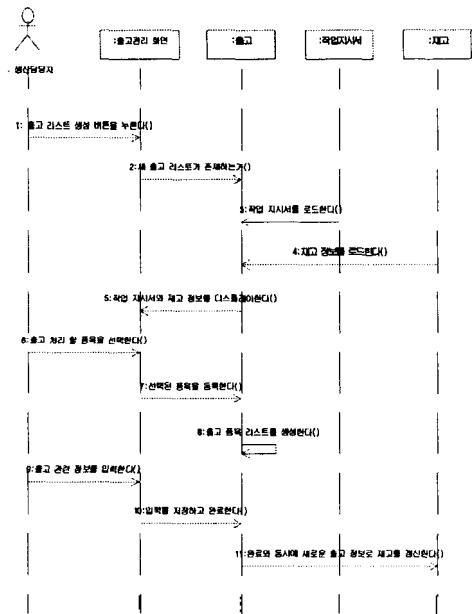 :출고관리 화면
:출고
:작업지시서
:재고
: 생산담당자
1: 출고 리스트 생성 버튼을 누른다()
2:새 출고 리스트가 존재하는가()
3:작업 지시서를 로드한다()
4:재고 정보를 로드한다()
5:작업 지시서와 재고 정보를 디스플레이한다()
6:출고 처리 할 품목을 선택한다()
7:선택된 품목을 등록한다()
8:출고 품목 리스트를 생성한다()
9:출고 관련 정보를 입력한다()
10:입력을 저장하고 완료한다()
11:완료와 동시에 새로운 출고 정보로 재고를 갱신한다()